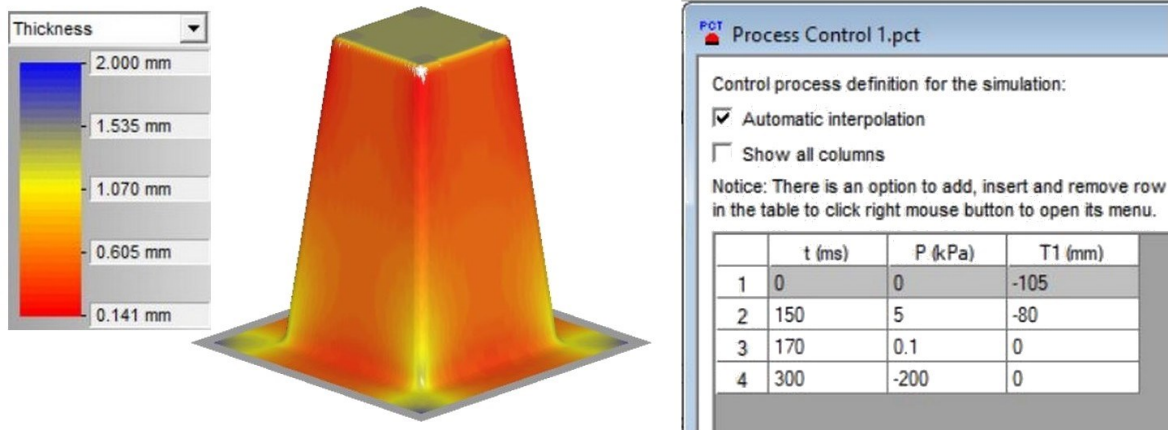 Thickness
2.000 mm
1.535 mm
1.070 mm
0.605 mm
0.141 mm
PCT
Process Control 1.pct
Control process definition for the simulation:
Automatic interpolation
Show all columns
Notice: There is an option to add, insert and remove row
in the table to click right mouse button to open its menu.
t (ms) P (kPa) T1 (mm)
1 0 0 -105
2 150 5 -80
3 170 0.1 0
4 300 -200 0